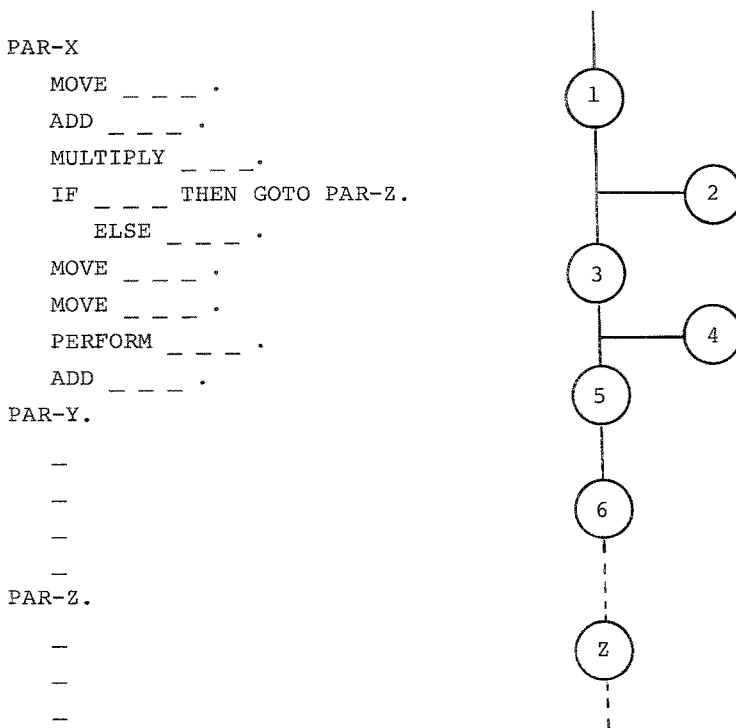 PAR-X
MOVE _ _ _ .
ADD _ _ _ .
MULTIPLY _ _ _.
IF _ _ _ THEN GOTO PAR-Z.
ELSE _ _ _ .
MOVE _ _ _ .
MOVE _ _ _ .
PERFORM _ _ _ .
ADD _ _ _ .
PAR-Y.
_
_
_
_
PAR-Z.
_
_
_
1
2
3
4
5
6
Z